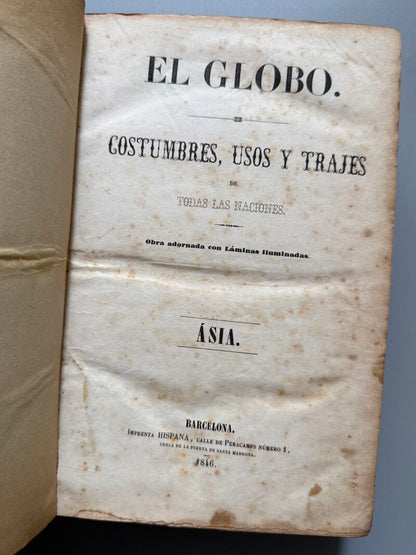 EL GLOBO.
COSTUMBRES, USOS Y TRAJES
DE
TODAS LAS NACIONES.
Obra adornada con Láminas iluminadas.
ÁSIA.
BARCELONA,
IMPRENTA HISPANA, CALLE DE PERACAMPS NÚMERO 1,
CERCA DE LA PUERTA DE SANTA MADRONA.
1846.